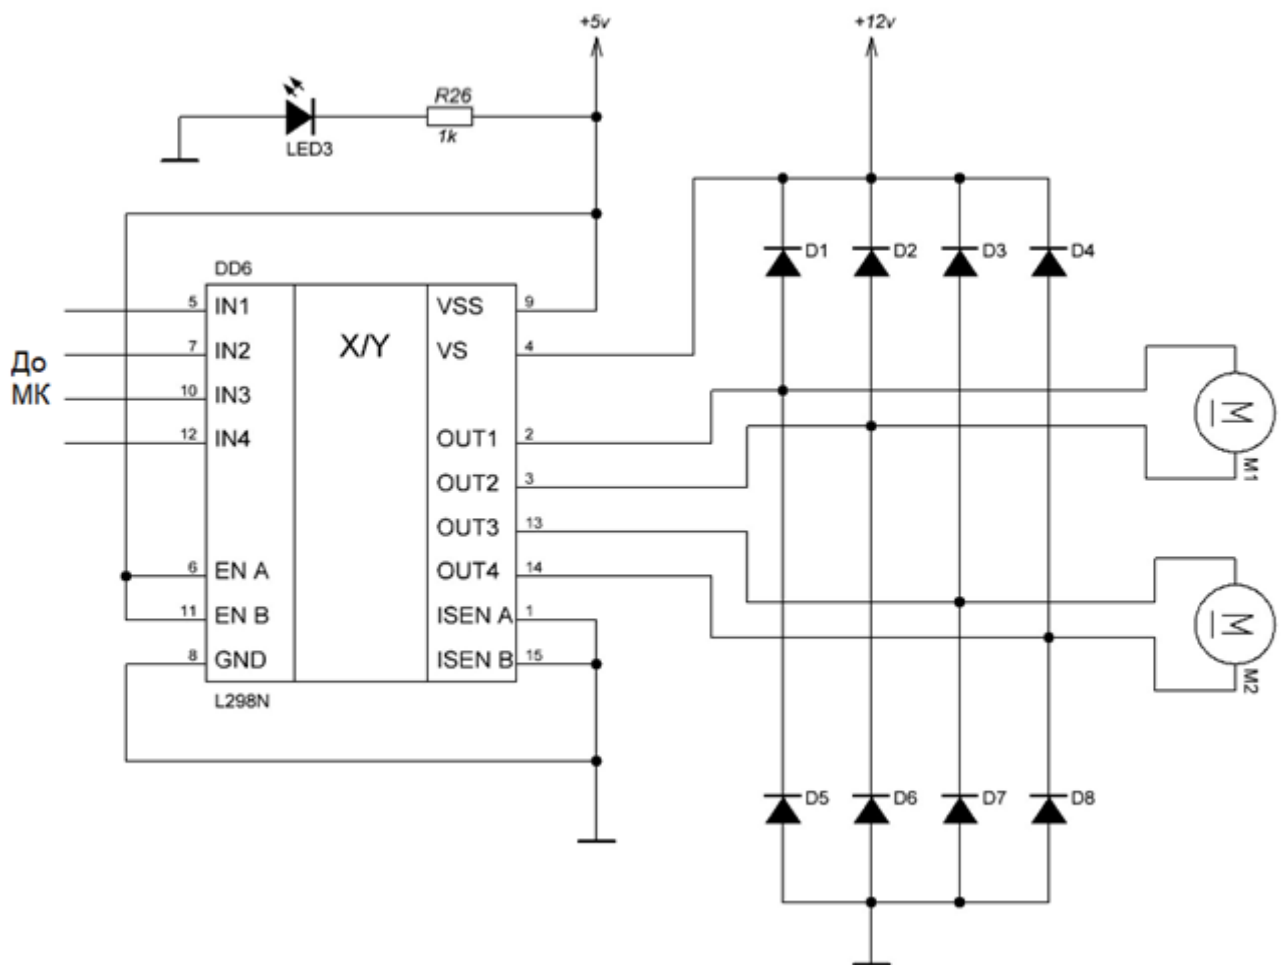 +5v
+12v
R26
1k
LED3
DD6
5 IN1
7 IN2
10 IN3
12 IN4
6 EN A
11 EN B
8 GND
X/Y
VSS 9
VS 4
OUT1 2
OUT2 3
OUT3 13
OUT4 14
ISEN A 1
ISEN B 15
L298N
До
МК
D1
D2
D3
D4
M
M1
M
M2
D5
D6
D7
D8